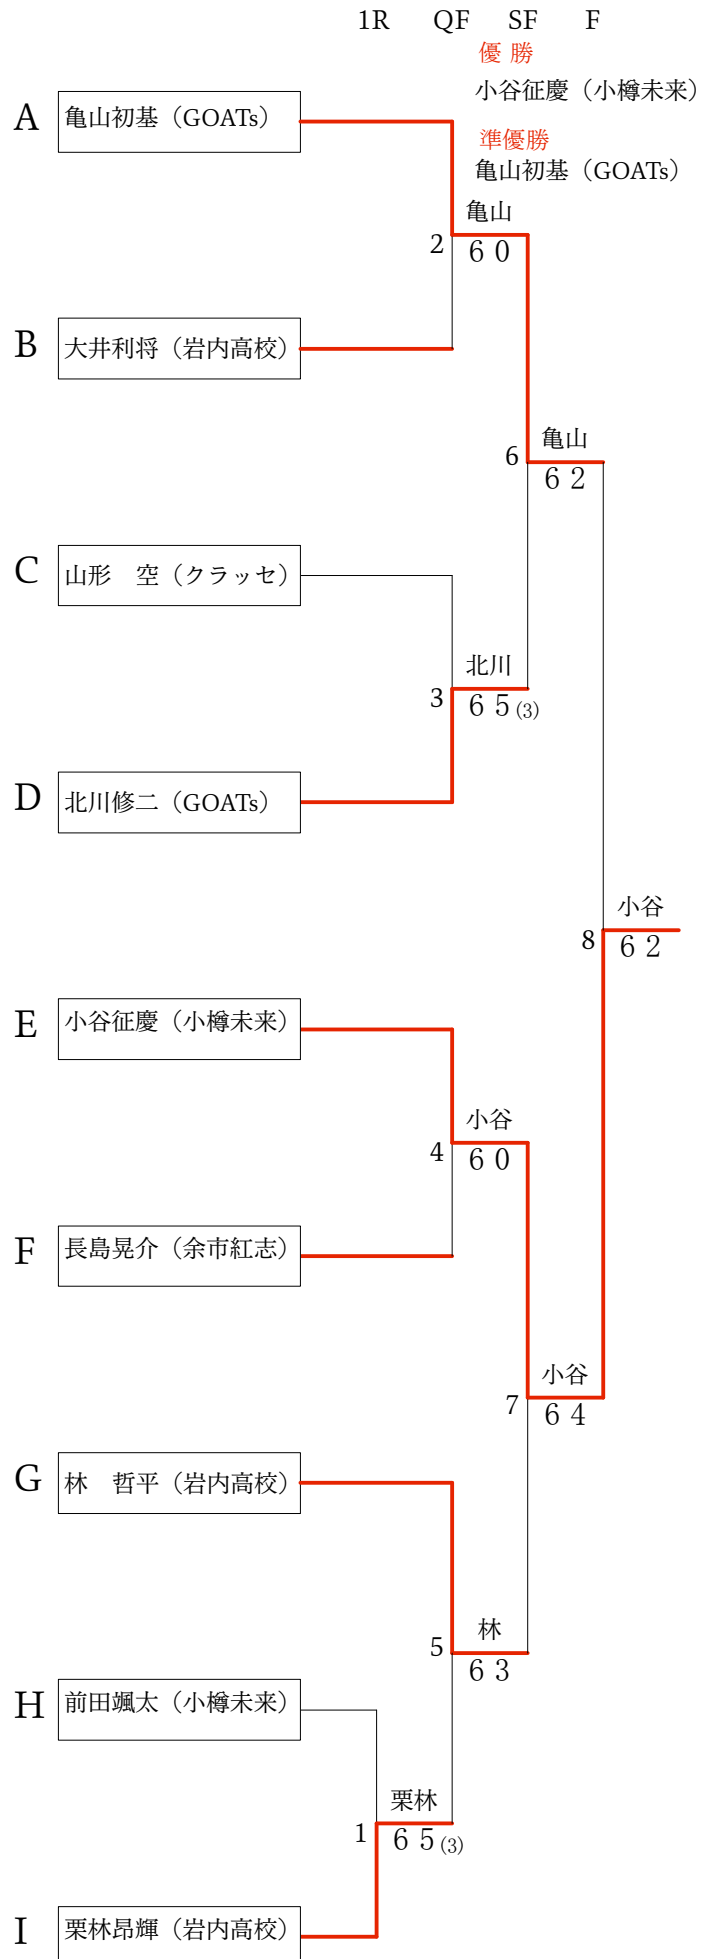 1R QF SF F
優 勝
小谷征慶（小樽未来）
A 亀山初基（GOATs）
準優勝
亀山初基（GOATs）
亀山
2 6 0
B 大井利将（岩内高校）
亀山
6 6 2
C 山形　空（クラッセ）
北川
3 6 5 (3)
D 北川修二（GOATs）
小谷
8 6 2
E 小谷征慶（小樽未来）
小谷
4 6 0
F 長島晃介（余市紅志）
小谷
7 6 4
G 林　哲平（岩内高校）
林
5 6 3
H 前田颯太（小樽未来）
栗林
1 6 5 (3)
I 栗林昂輝（岩内高校）